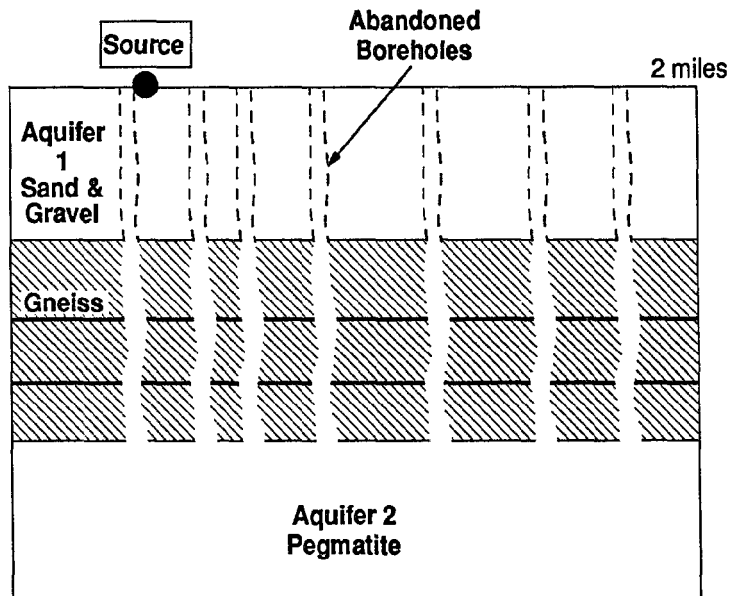 Source
Abandoned
Boreholes
2 miles
Aquifer
1
Sand &
Gravel
Gneiss
Aquifer 2
Pegmatite